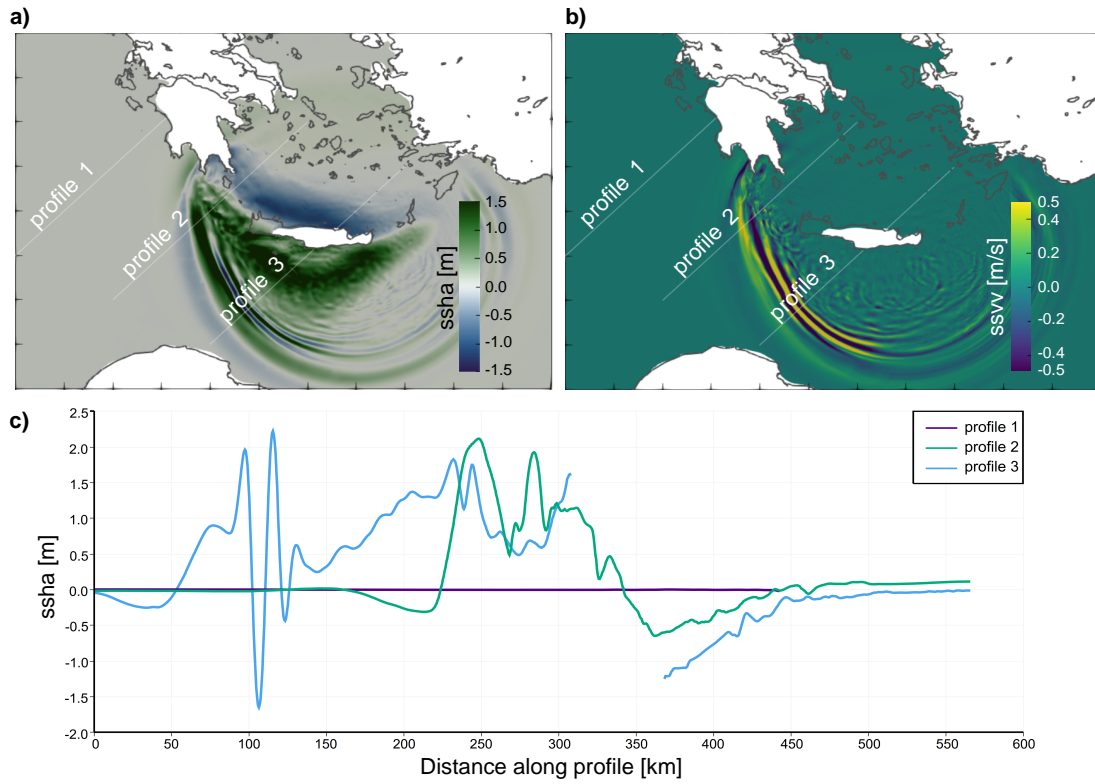 a)
b)
profile 1
profile 2
profile 3
ssha [m]
1.5
1.0
0.5
0.0
-0.5
-1.0
-1.5
profile 1
profile 2
profile 3
ssvv [m/s]
0.5
0.4
0.2
0.0
-0.2
-0.4
-0.5
c)
ssha [m]
2.5
2.0
1.5
1.0
0.5
0.0
-0.5
-1.0
-1.5
-2.0
profile 1
profile 2
profile 3
0 50 100 150 200 250 300 350 400 450 500 550 600
Distance along profile [km]